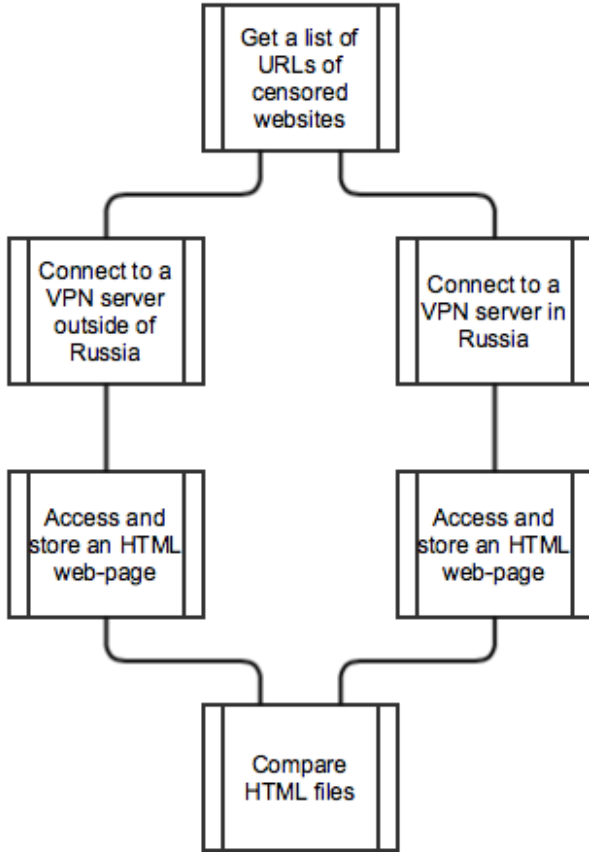 Get a list of
URLs of
censored
websites
Connect to a
VPN server
outside of
Russia
Connect to a
VPN server in
Russia
Access and
store an HTML
web-page
Access and
store an HTML
web-page
Compare
HTML files